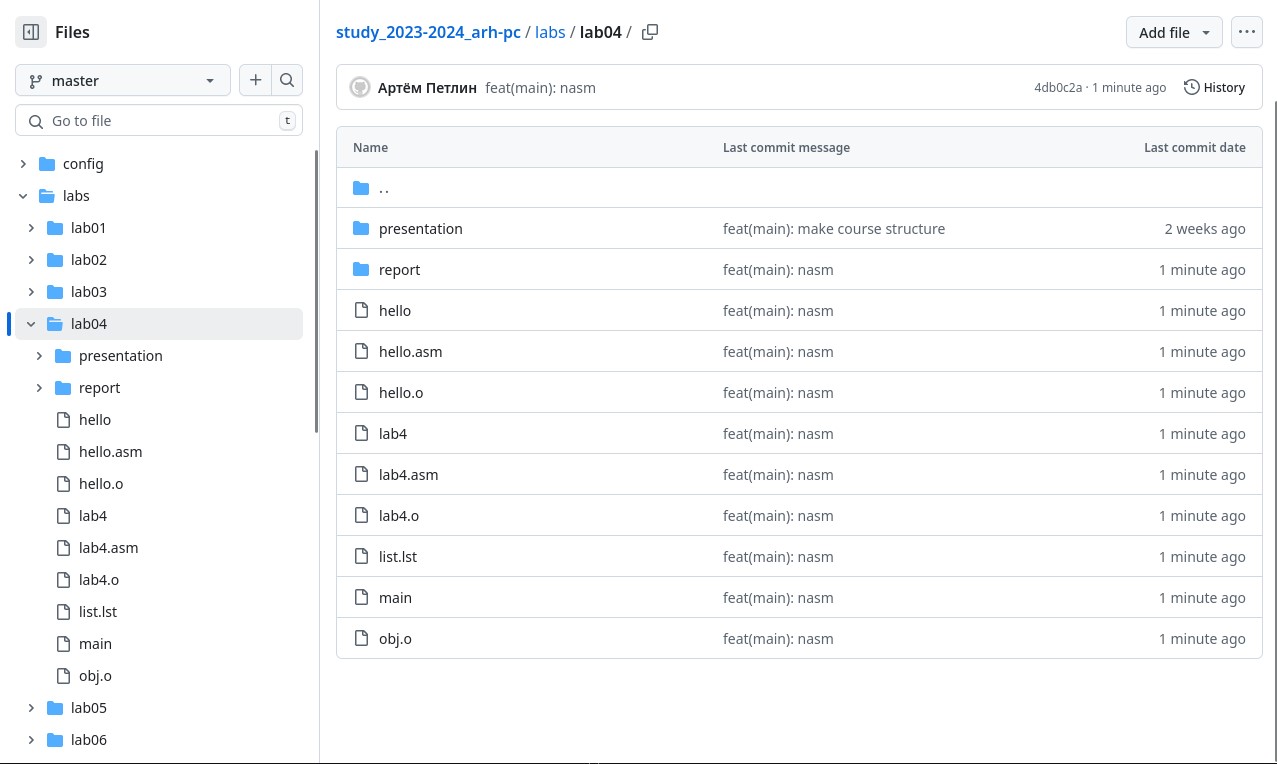 Files
master
Go to file
t
config
labs
lab01
lab02
lab03
lab04
presentation
report
hello
hello.asm
hello.o
lab4
lab4.asm
lab4.o
list.lst
main
obj.o
lab05
lab06
study_2023-2024_arh-pc / labs / lab04 /
Add file
Артём Петлин feat(main): nasm 4db0c2a · 1 minute ago History
Name Last commit message Last commit date
..
presentation feat(main): make course structure 2 weeks ago
report feat(main): nasm 1 minute ago
hello feat(main): nasm 1 minute ago
hello.asm feat(main): nasm 1 minute ago
hello.o feat(main): nasm 1 minute ago
lab4 feat(main): nasm 1 minute ago
lab4.asm feat(main): nasm 1 minute ago
lab4.o feat(main): nasm 1 minute ago
list.lst feat(main): nasm 1 minute ago
main feat(main): nasm 1 minute ago
obj.o feat(main): nasm 1 minute ago